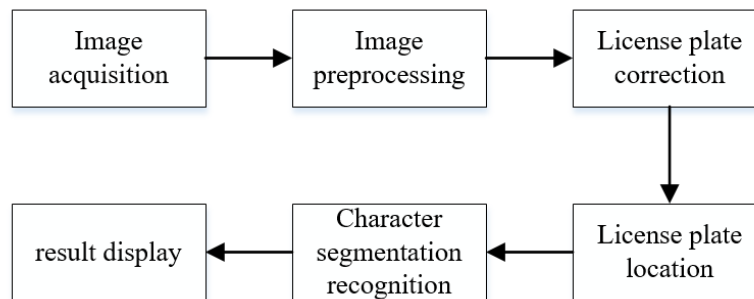 Image
acquisition
Image
preprocessing
License plate
correction
License plate
location
Character
segmentation
recognition
result display